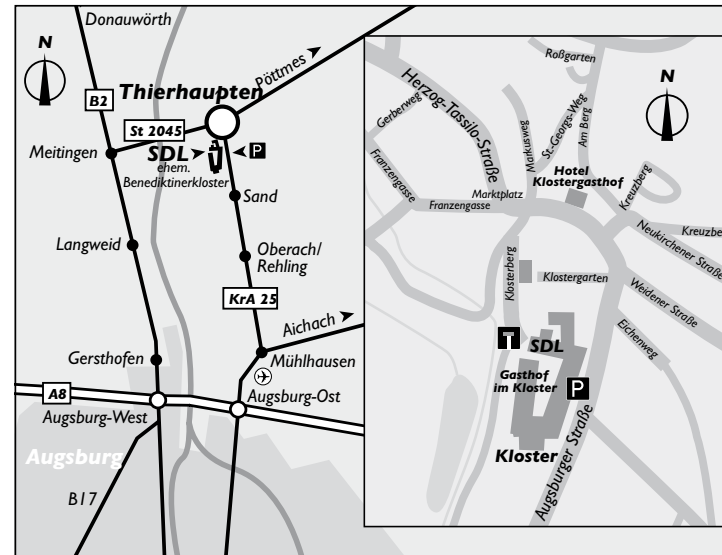 Donauwörth
N
Pöttmes
Thierhaupten
B2
St 2045
P
Meitingen
SDL
ehem.
Benediktinerkloster
Sand
Langweid
Oberach/
Rehling
KrA 25
Aichach
Gersthofen
Mühlhausen
A8
Augsburg-West
Augsburg-Ost
Augsburg
B17
Roßgarten
N
Herzog-Tassilo-Straße
Gerberweg
Markusweg
St-Georgs-Weg
Am Berg
Franzengasse
Hotel
Klostergasthof
Kreuzberg
Marktplatz
Franzengasse
Kreuzberg
Neukirchener Straße
Klosterberg
Klostergarten
Weidener Straße
Eichenweg
SDL
Gasthof
im Kloster
P
Kloster
Augsburger Straße